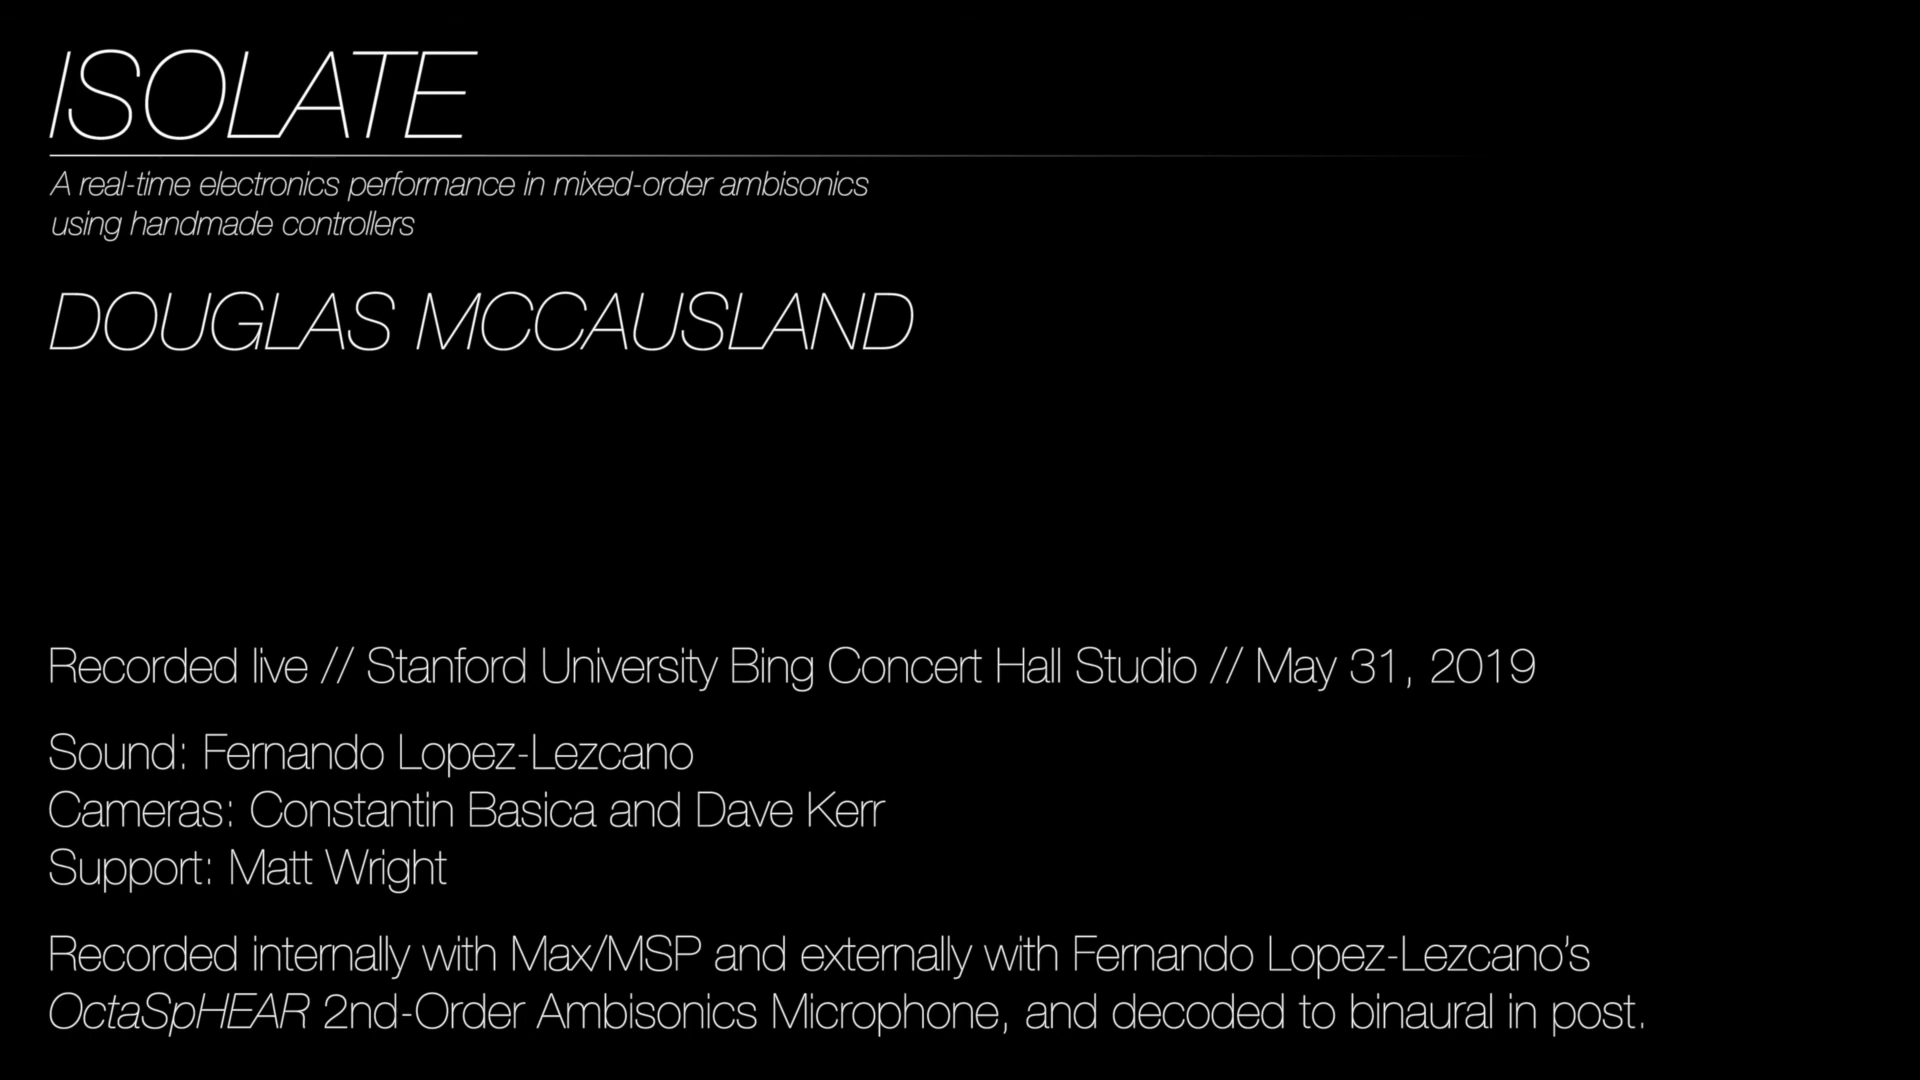 ISOLATE
A real-time electronics performance in mixed-order ambisonics
using handmade controllers
DOUGLAS MCCAUSLAND
Recorded live // Stanford University Bing Concert Hall Studio // May 31, 2019
Sound: Fernando Lopez-Lezcano
Cameras: Constantin Basica and Dave Kerr
Support: Matt Wright
Recorded internally with Max/MSP and externally with Fernando Lopez-Lezcano’s
OctaSpHEAR 2nd-Order Ambisonics Microphone, and decoded to binaural in post.